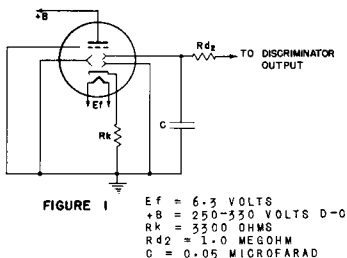 +B
Rd2
TO DISCRIMINATOR
OUTPUT
Ef
Rk
C
FIGURE 1
Ef = 6.3 VOLTS
+B = 250-330 VOLTS D-C
Rk = 3300 OHMS
Rd2 = 1.0 MEGOHM
C = 0.05 MICROFARAD